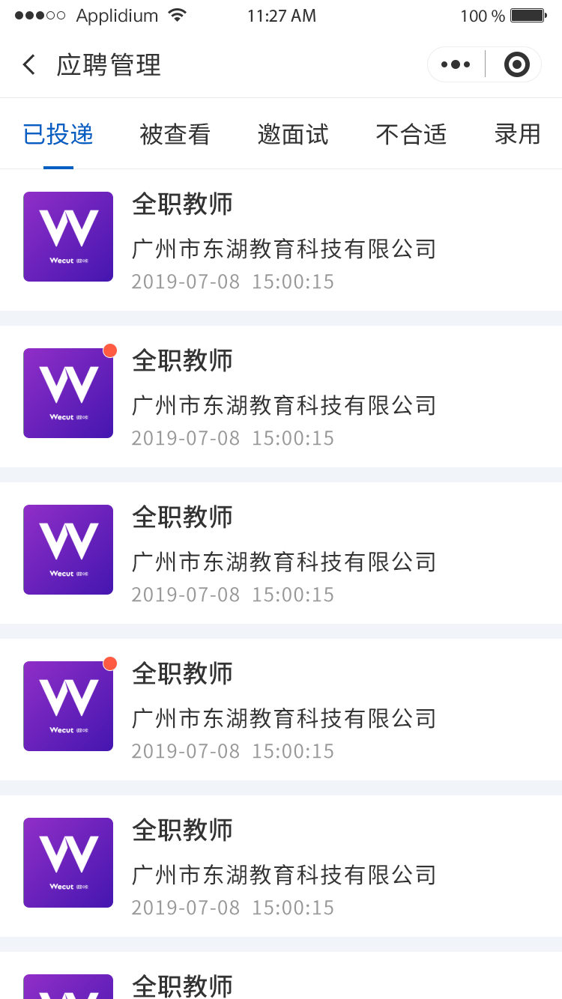 Applidium 11:27 AM 100 %
应聘管理
已投递 被查看 邀面试 不合适 录用
全职教师
广州市东湖教育科技有限公司
2019-07-08 15:00:15
Wecut
全职教师
广州市东湖教育科技有限公司
2019-07-08 15:00:15
Wecut
全职教师
广州市东湖教育科技有限公司
2019-07-08 15:00:15
Wecut
全职教师
广州市东湖教育科技有限公司
2019-07-08 15:00:15
Wecut
全职教师
广州市东湖教育科技有限公司
2019-07-08 15:00:15
Wecut
全职教师